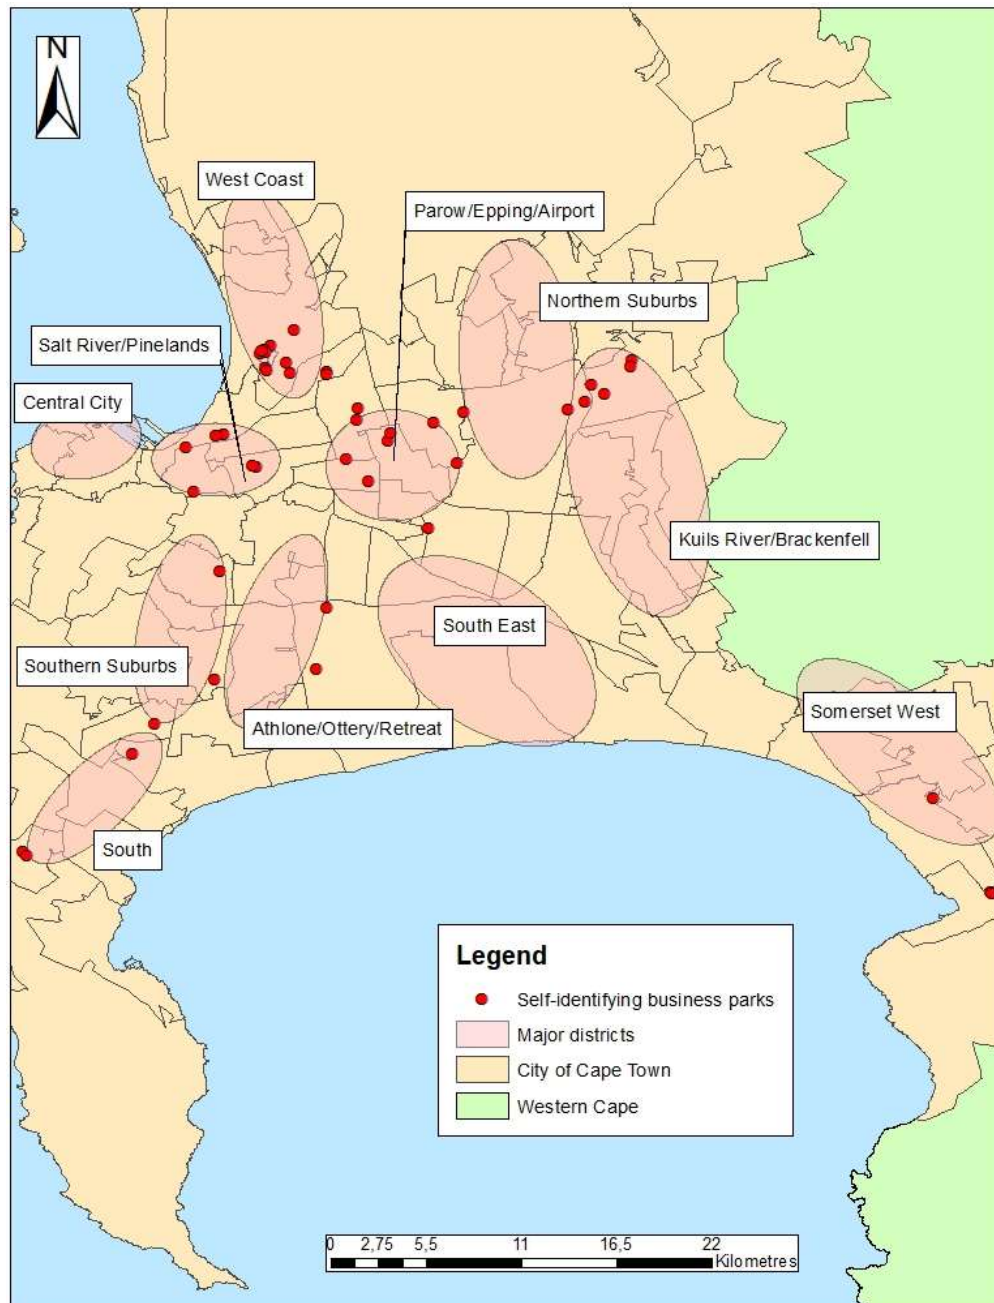 N
West Coast
Parow/Epping/Airport
Northern Suburbs
Salt River/Pinelands
Central City
Kuils River/Brackenfell
South East
Southern Suburbs
Somerset West
Athlone/Ottery/Retreat
South
Legend
Self-identifying business parks
Major districts
City of Cape Town
Western Cape
0 2,75 5,5 11 16,5 22
Kilometres